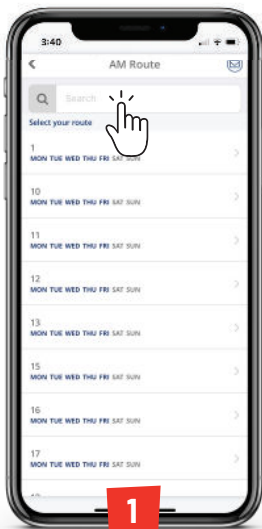 3:40
AM Route
Search
Select your route
1
MON TUE WED THU FRI SAT SUN
10
MON TUE WED THU FRI SAT SUN
11
MON TUE WED THU FRI SAT SUN
12
MON TUE WED THU FRI SAT SUN
13
MON TUE WED THU FRI SAT SUN
15
MON TUE WED THU FRI SAT SUN
16
MON TUE WED THU FRI SAT SUN
17
MON TUE WED THU FRI SAT SUN
1